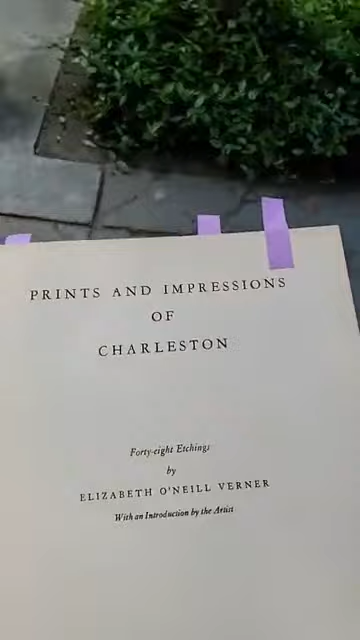 PRINTS AND IMPRESSIONS
OF
CHARLESTON
Forty-eight Etchings
by
ELIZABETH O'NEILL VERNER
With an Introduction by the Artist